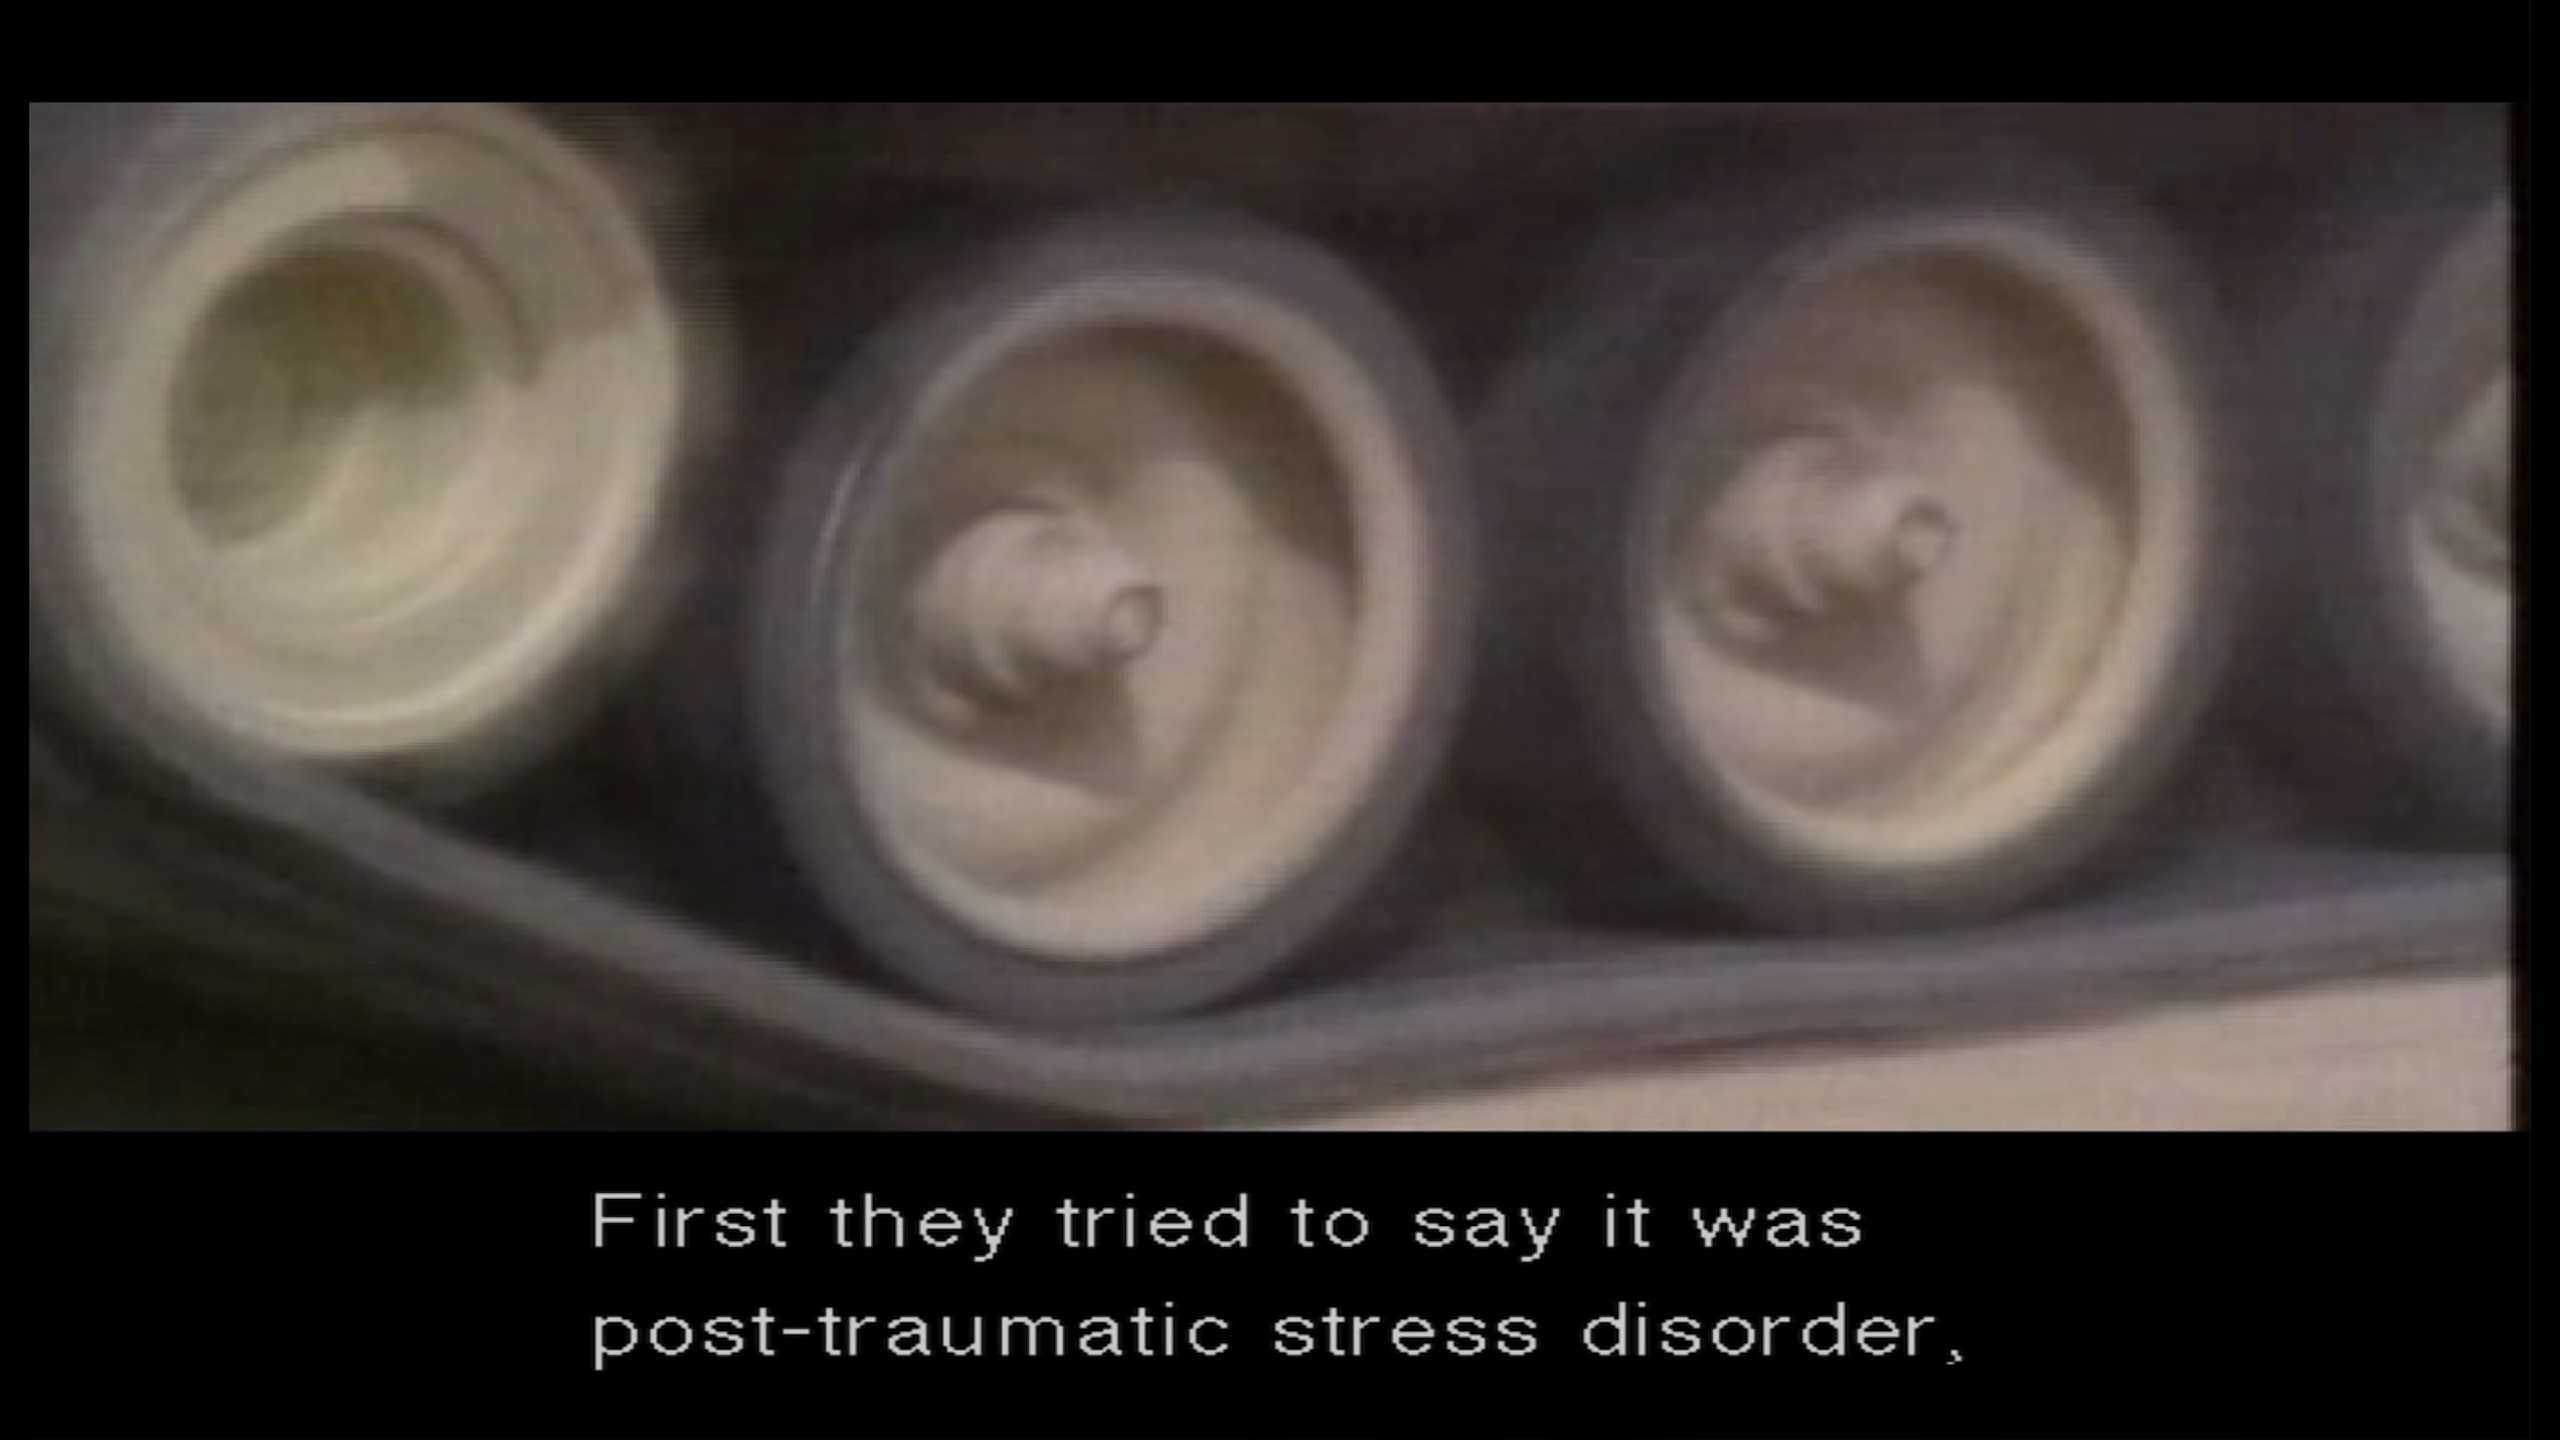 First they tried to say it was
post-traumatic stress disorder,